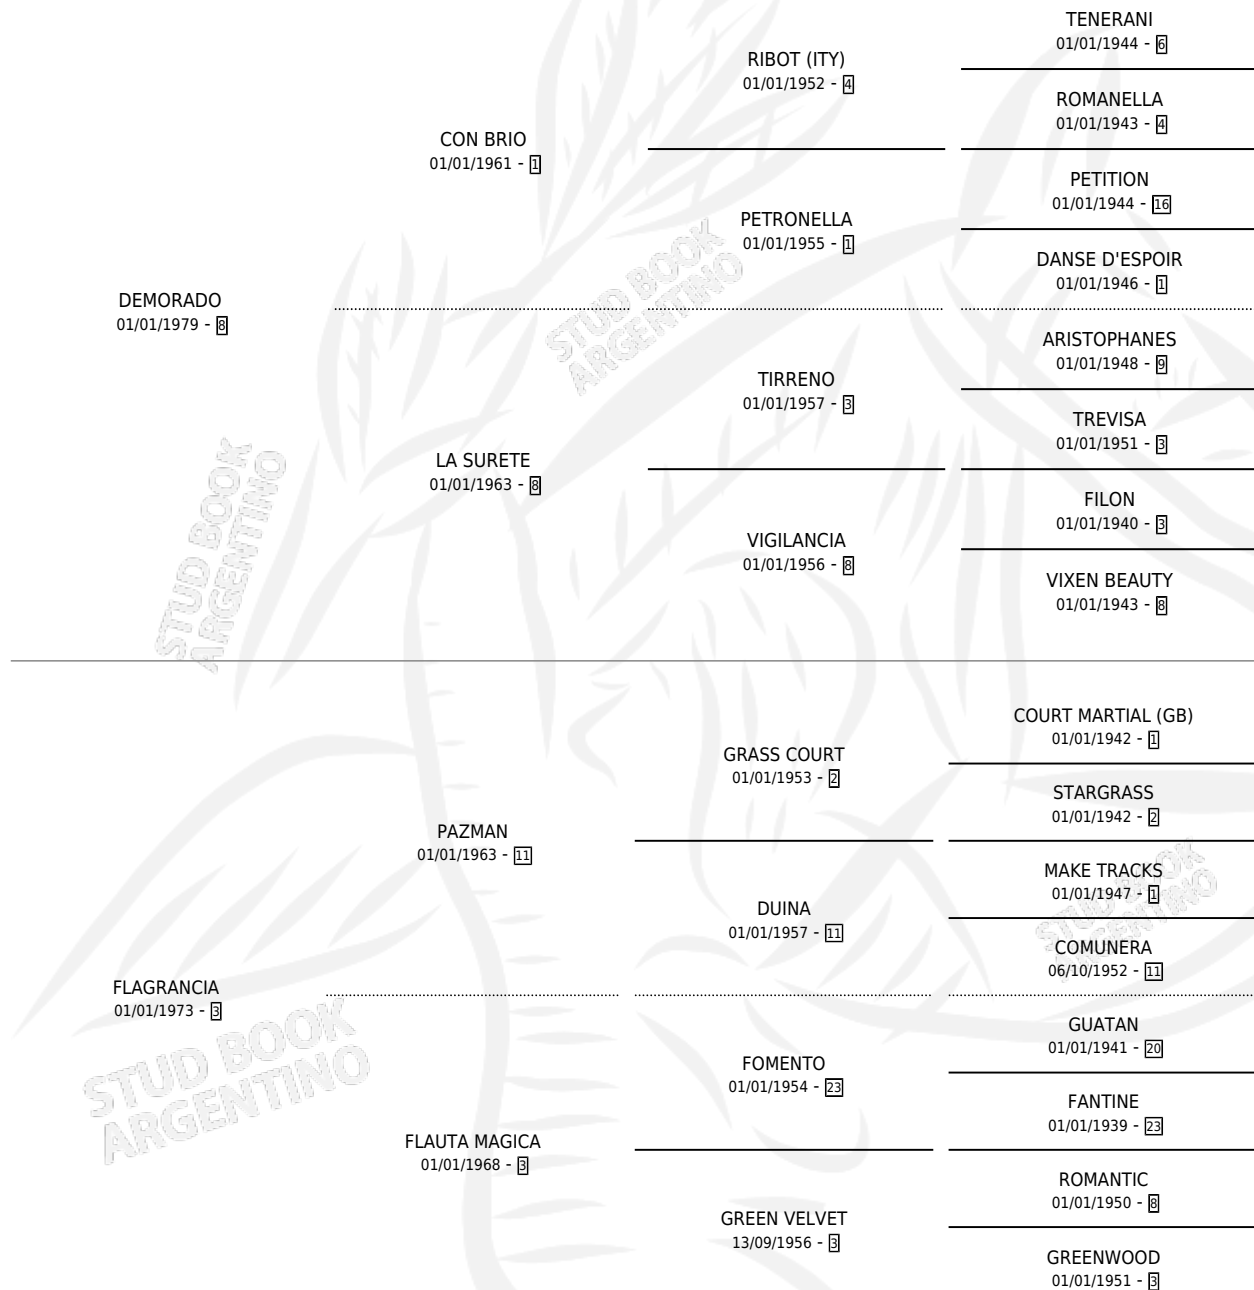 TENERANI
01/01/1944 - 6
RIBOT (ITY)
01/01/1952 - 4
ROMANELLA
01/01/1943 - 4
CON BRIO
01/01/1961 - 1
PETITION
01/01/1944 - 16
PETRONELLA
01/01/1955 - 1
DANSE D'ESPOIR
01/01/1946 - 1
DEMORADO
01/01/1979 - 8
ARISTOPHANES
01/01/1948 - 9
TIRRENO
01/01/1957 - 3
TREVISA
01/01/1951 - 3
LA SURETE
01/01/1963 - 8
FILON
01/01/1940 - 3
VIGILANCIA
01/01/1956 - 8
VIXEN BEAUTY
01/01/1943 - 8
COURT MARTIAL (GB)
01/01/1942 - 1
GRASS COURT
01/01/1953 - 2
STARGRASS
01/01/1942 - 2
PAZMAN
01/01/1963 - 11
MAKE TRACKS
01/01/1947 - 1
DUINA
01/01/1957 - 11
COMUNERA
06/10/1952 - 11
FLAGRANCIA
01/01/1973 - 3
GUATAN
01/01/1941 - 20
FOMENTO
01/01/1954 - 23
FANTINE
01/01/1939 - 23
FLAUTA MAGICA
01/01/1968 - 3
ROMANTIC
01/01/1950 - 8
GREEN VELVET
13/09/1956 - 3
GREENWOOD
01/01/1951 - 3
STUD BOOK
ARGENTINO
STUD BOOK
ARGENTINO
STUD BOOK
ARGENTINO
STUD BOOK
ARGENTINO